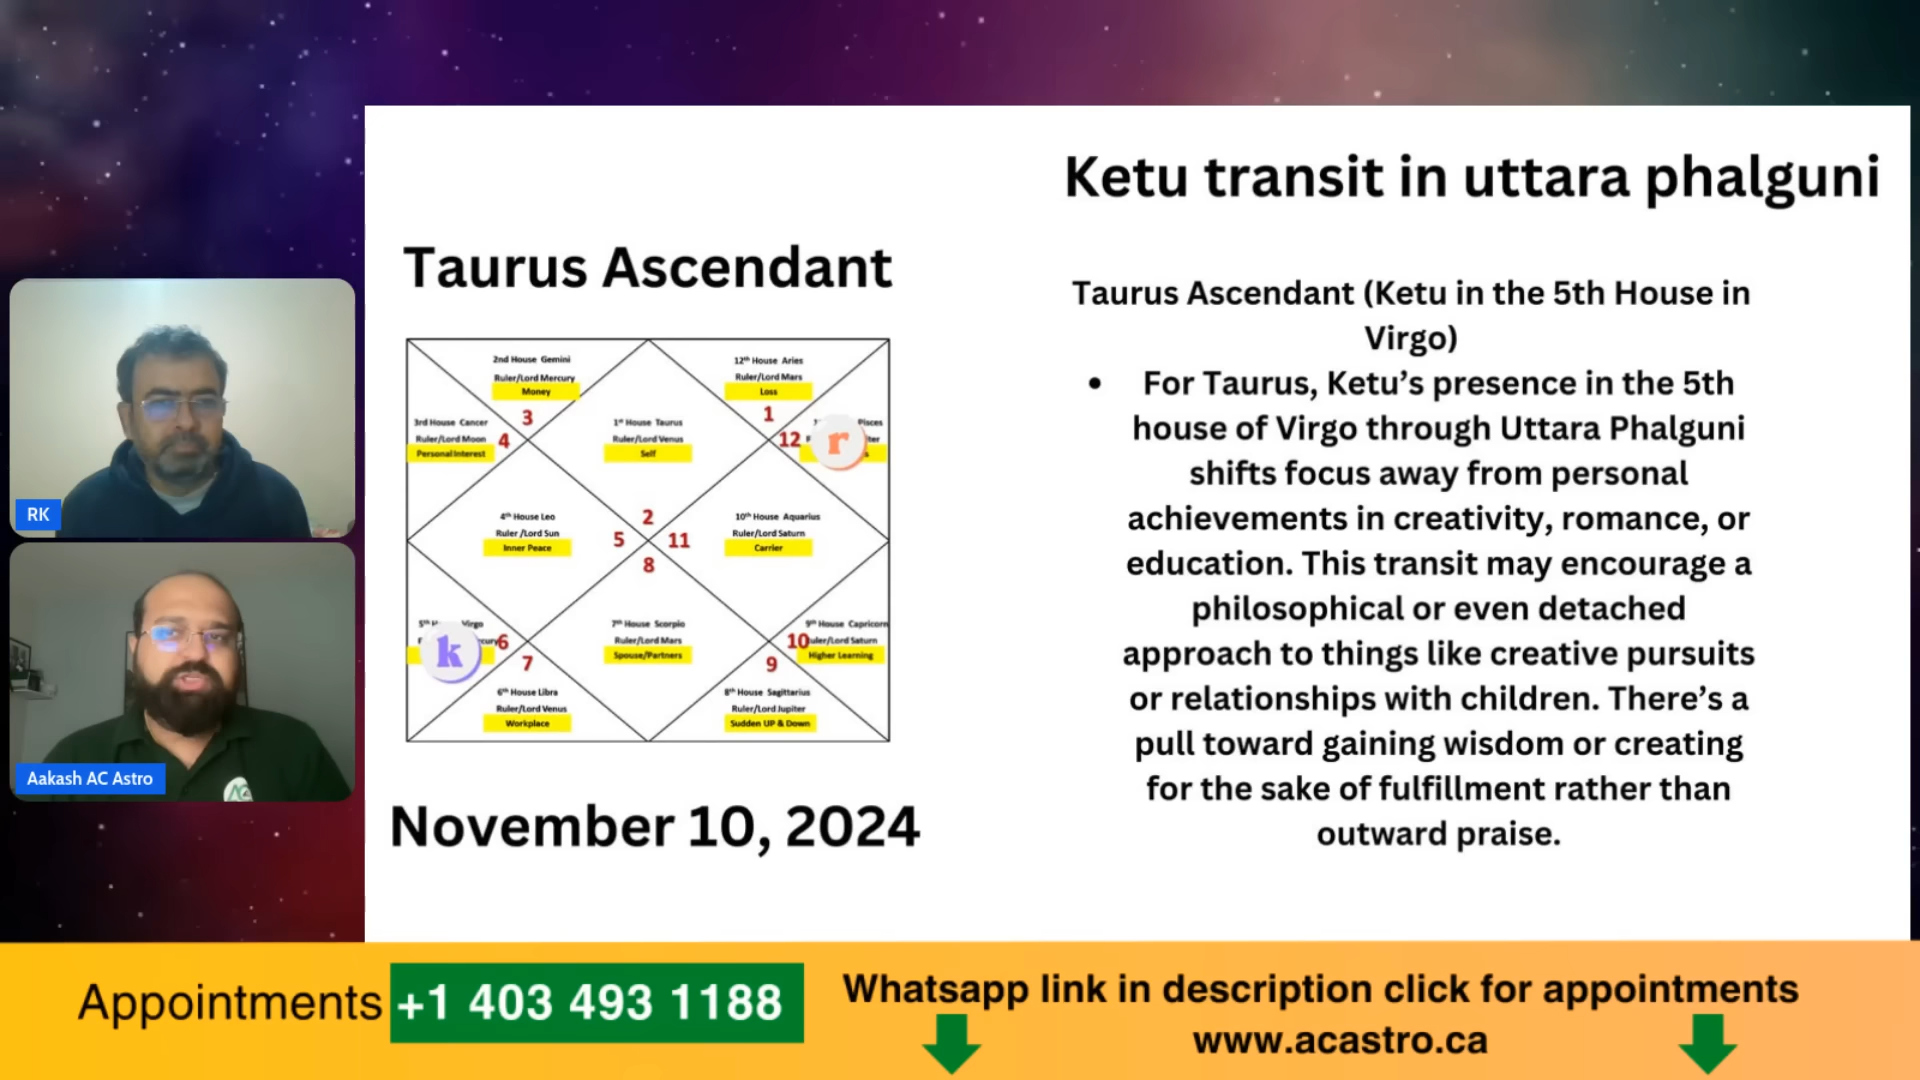 Ketu transit in uttara phalguni
Taurus Ascendant
2nd House Gemini
Ruler/Lord Mercury
Money
3
12th House Aries
Ruler/Lord Mars
Loss
1
3rd House Cancer
Ruler/Lord Moon
Personal Interest
4
1st House Taurus
Ruler/Lord Venus
Self
Pisces
12
r
4th House Leo
Ruler /Lord Sun
Inner Peace
2
5
11
8
10th House Aquarius
Ruler/Lord Saturn
Carrier
Virgo
k
6
7
6th House Libra
Ruler/Lord Venus
Workplace
7th House Scorpio
Ruler/Lord Mars
Spouse/Partners
9th House Capricorn
10
uler/Lord Saturn
Higher Learning
9
8th House Sagittarius
Ruler/Lord Jupiter
Sudden UP & Down
November 10, 2024
Taurus Ascendant (Ketu in the 5th House in
Virgo)
• For Taurus, Ketu’s presence in the 5th
house of Virgo through Uttara Phalguni
shifts focus away from personal
achievements in creativity, romance, or
education. This transit may encourage a
philosophical or even detached
approach to things like creative pursuits
or relationships with children. There’s a
pull toward gaining wisdom or creating
for the sake of fulfillment rather than
outward praise.
RK
Aakash AC Astro
Appointments +1 403 493 1188
Whatsapp link in description click for appointments
www.acastro.ca